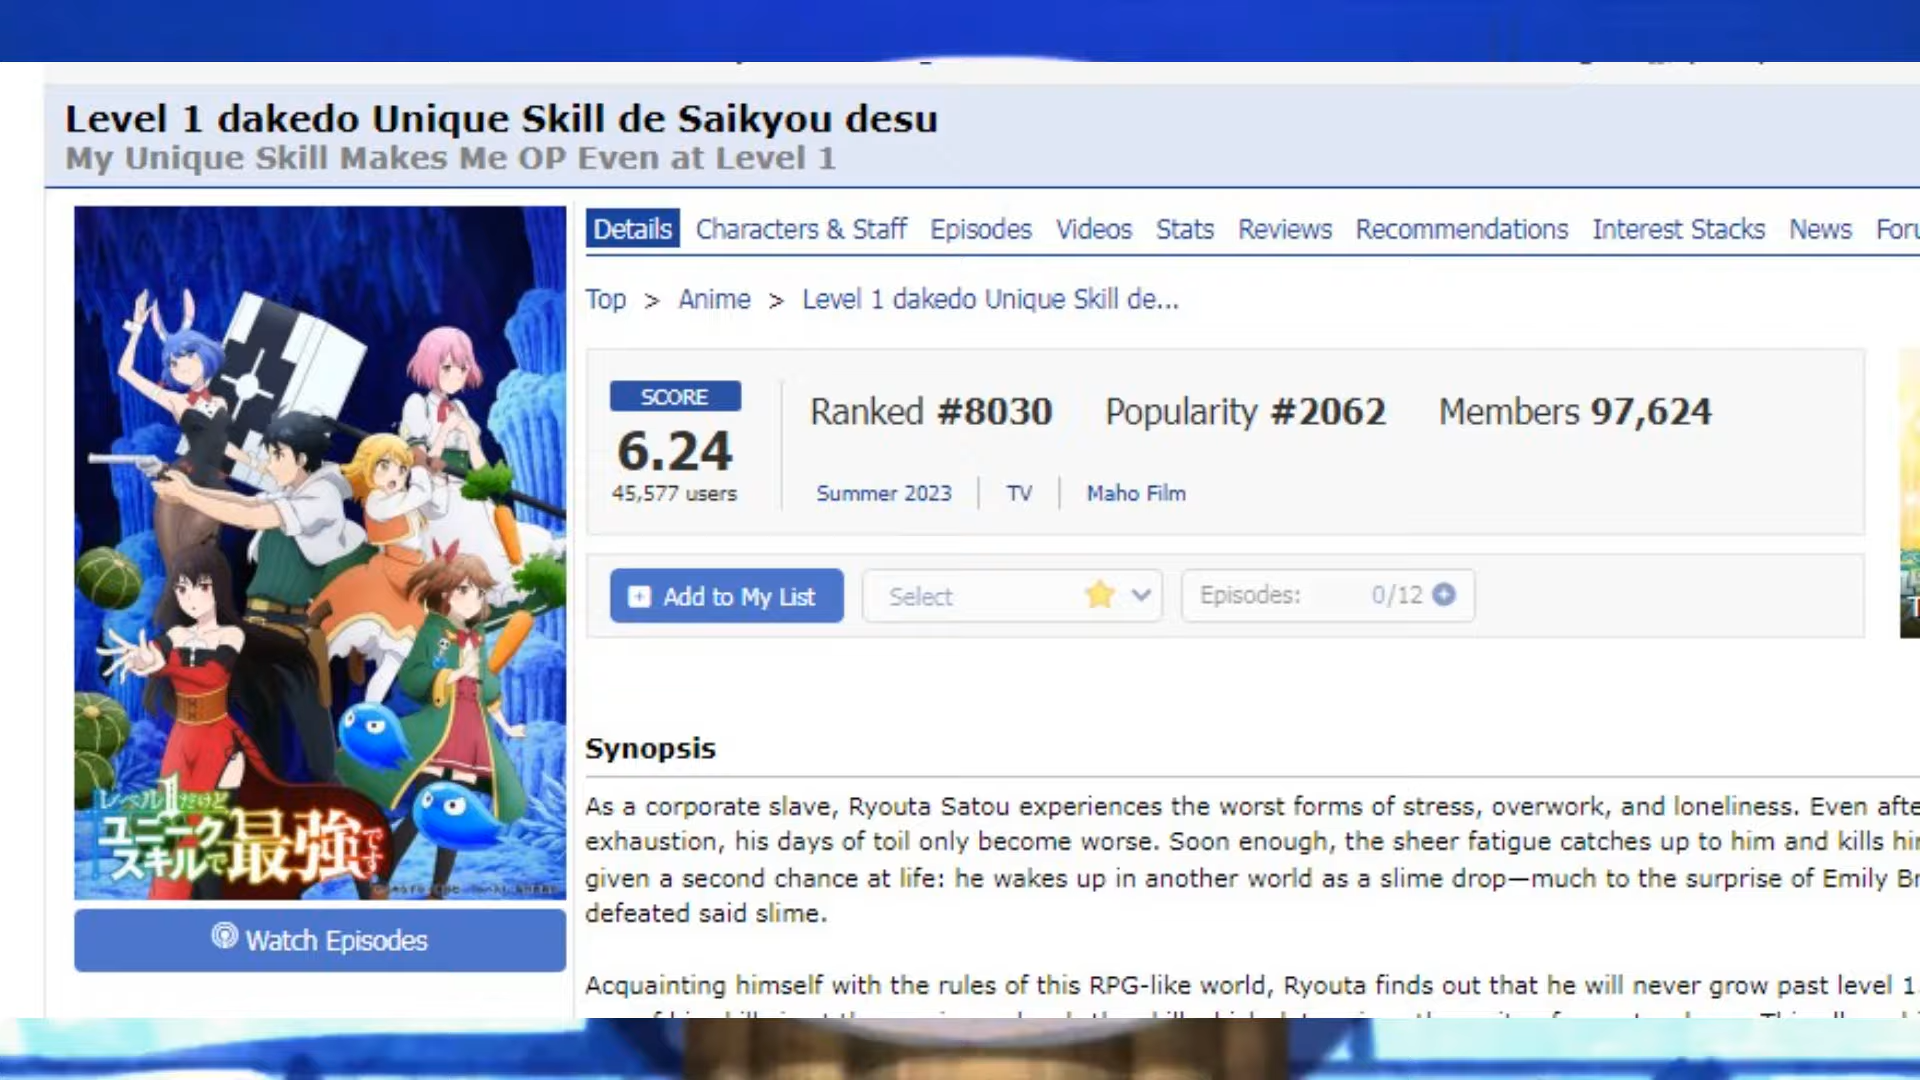 Level 1 dakedo Unique Skill de Saikyou desu
My Unique Skill Makes Me OP Even at Level 1
Details Characters & Staff Episodes Videos Stats Reviews Recommendations Interest Stacks News Foru
Top > Anime > Level 1 dakedo Unique Skill de...
SCORE
6.24
45,577 users
Ranked #8030 Popularity #2062 Members 97,624
Summer 2023 TV Maho Film
Add to My List Select Episodes: 0/12
Synopsis
As a corporate slave, Ryouta Satou experiences the worst forms of stress, overwork, and loneliness. Even afte
exhaustion, his days of toil only become worse. Soon enough, the sheer fatigue catches up to him and kills hi
given a second chance at life: he wakes up in another world as a slime drop—much to the surprise of Emily Br
defeated said slime.
Acquainting himself with the rules of this RPG-like world, Ryouta finds out that he will never grow past level 1.
レベル1だけど
ユニーク
スキルで最強です
Watch Episodes